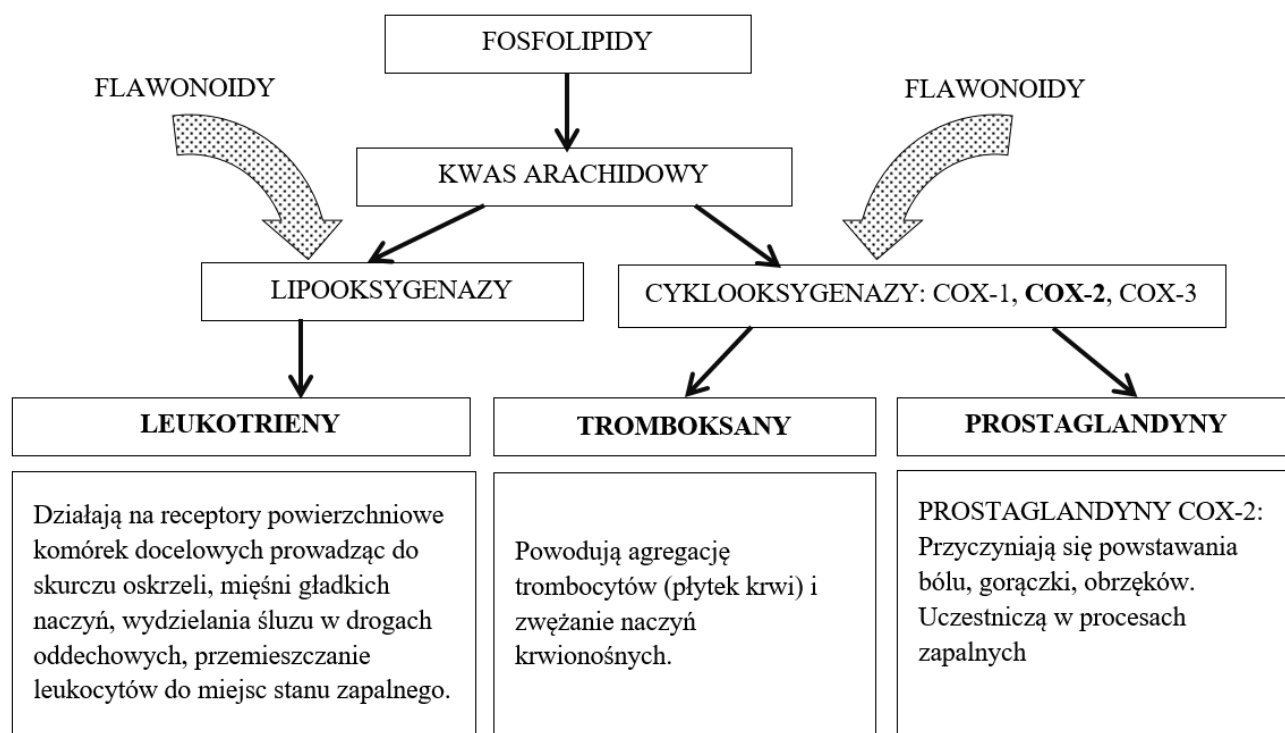 FOSFOLIPIDY
FLAWONOIDY
FLAWONOIDY
KWAS ARACHIDOWY
LIPOOKSYGENAZY
CYKLOOKSYGENAZY: COX-1, COX-2, COX-3
LEUKOTRIENY
TROMBOKSANY
PROSTAGLANDYNY
Działają na receptory powierzchniowe
komórek docelowych prowadząc do
skurczu oskrzeli, mięśni gładkich
naczyń, wydzielania śluzu w drogach
oddechowych, przemieszczanie
leukocytów do miejsc stanu zapalnego.
Powodują agregację
trombocytów (płytek krwi) i
zwężanie naczyń
krwionośnych.
PROSTAGLANDYNY COX-2:
Przyczyniają się powstawania
bólu, gorączki, obrzęków.
Uczestniczą w procesach
zapalnych